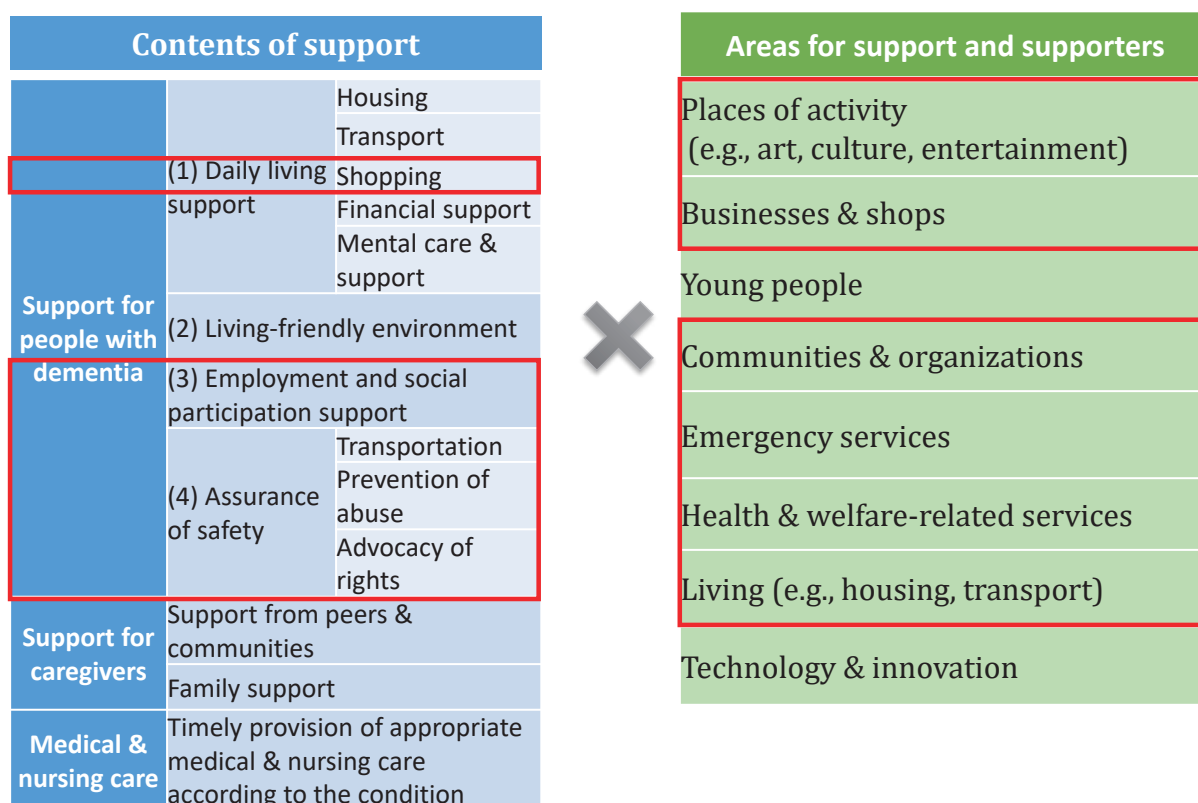 Contents of support
Support for
people with
dementia
(1) Daily living
support
Housing
Transport
Shopping
Financial support
Mental care &
support
(2) Living-friendly environment
(3) Employment and social
participation support
(4) Assurance
of safety
Transportation
Prevention of
abuse
Advocacy of
rights
Support for
caregivers
Support from peers &
communities
Family support
Medical &
nursing care
Timely provision of appropriate
medical & nursing care
according to the condition
Areas for support and supporters
Places of activity
(e.g., art, culture, entertainment)
Businesses & shops
Young people
Communities & organizations
Emergency services
Health & welfare-related services
Living (e.g., housing, transport)
Technology & innovation